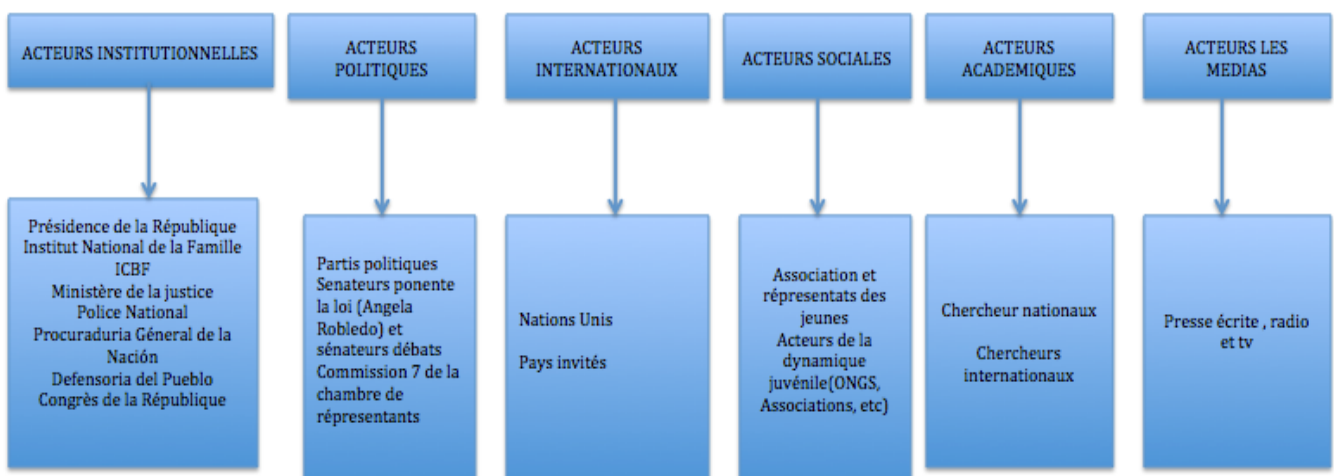 ACTEURS INSTITUTIONNELLES
ACTEURS
POLITIQUES
ACTEURS
INTERNATIONAUX
ACTEURS SOCIALES
ACTEURS
ACADEMIQUES
ACTEURS LES
MEDIAS
Présidence de la République
Institut National de la Famille
ICBF
Ministère de la justice
Police National
Procuraduria Géneral de la
Nación
Defensoria del Pueblo
Congrès de la République
Partis politiques
Senateurs ponente
la loi (Angela
Robledo) et
sénateurs débats
Commission 7 de la
chambre de
répresentants
Nations Unis
Pays invités
Association et
répresentats des
jeunes
Acteurs de la
dynamique
juvénile(ONGS,
Associations, etc)
Chercheur nationaux
Chercheurs
internationaux
Presse écrite , radio
et tv